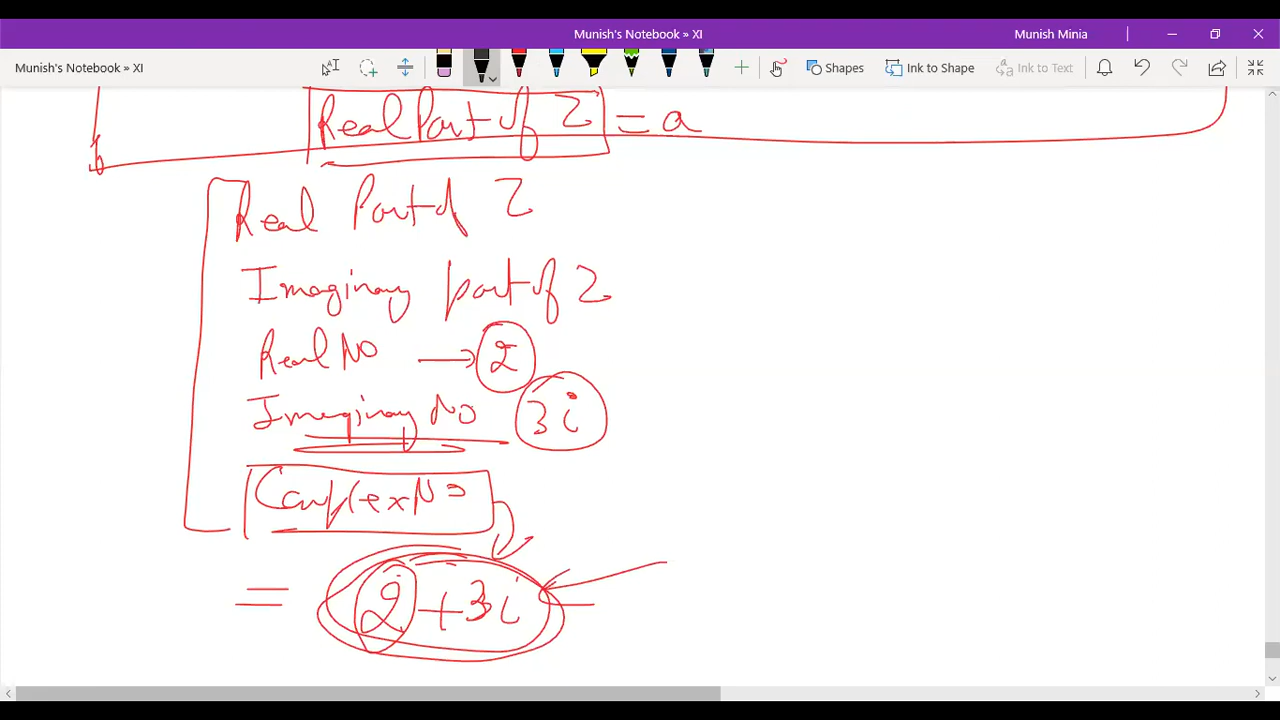 Munish's Notebook » XI
Munish Minia
Munish's Notebook » XI
Shapes
Ink to Shape
Ink to Text
Real Part of Z = a
Real Part of Z
Imaginary part of Z
Real No → 2
Imaginary No 3i
Complex No
= 2 + 3i